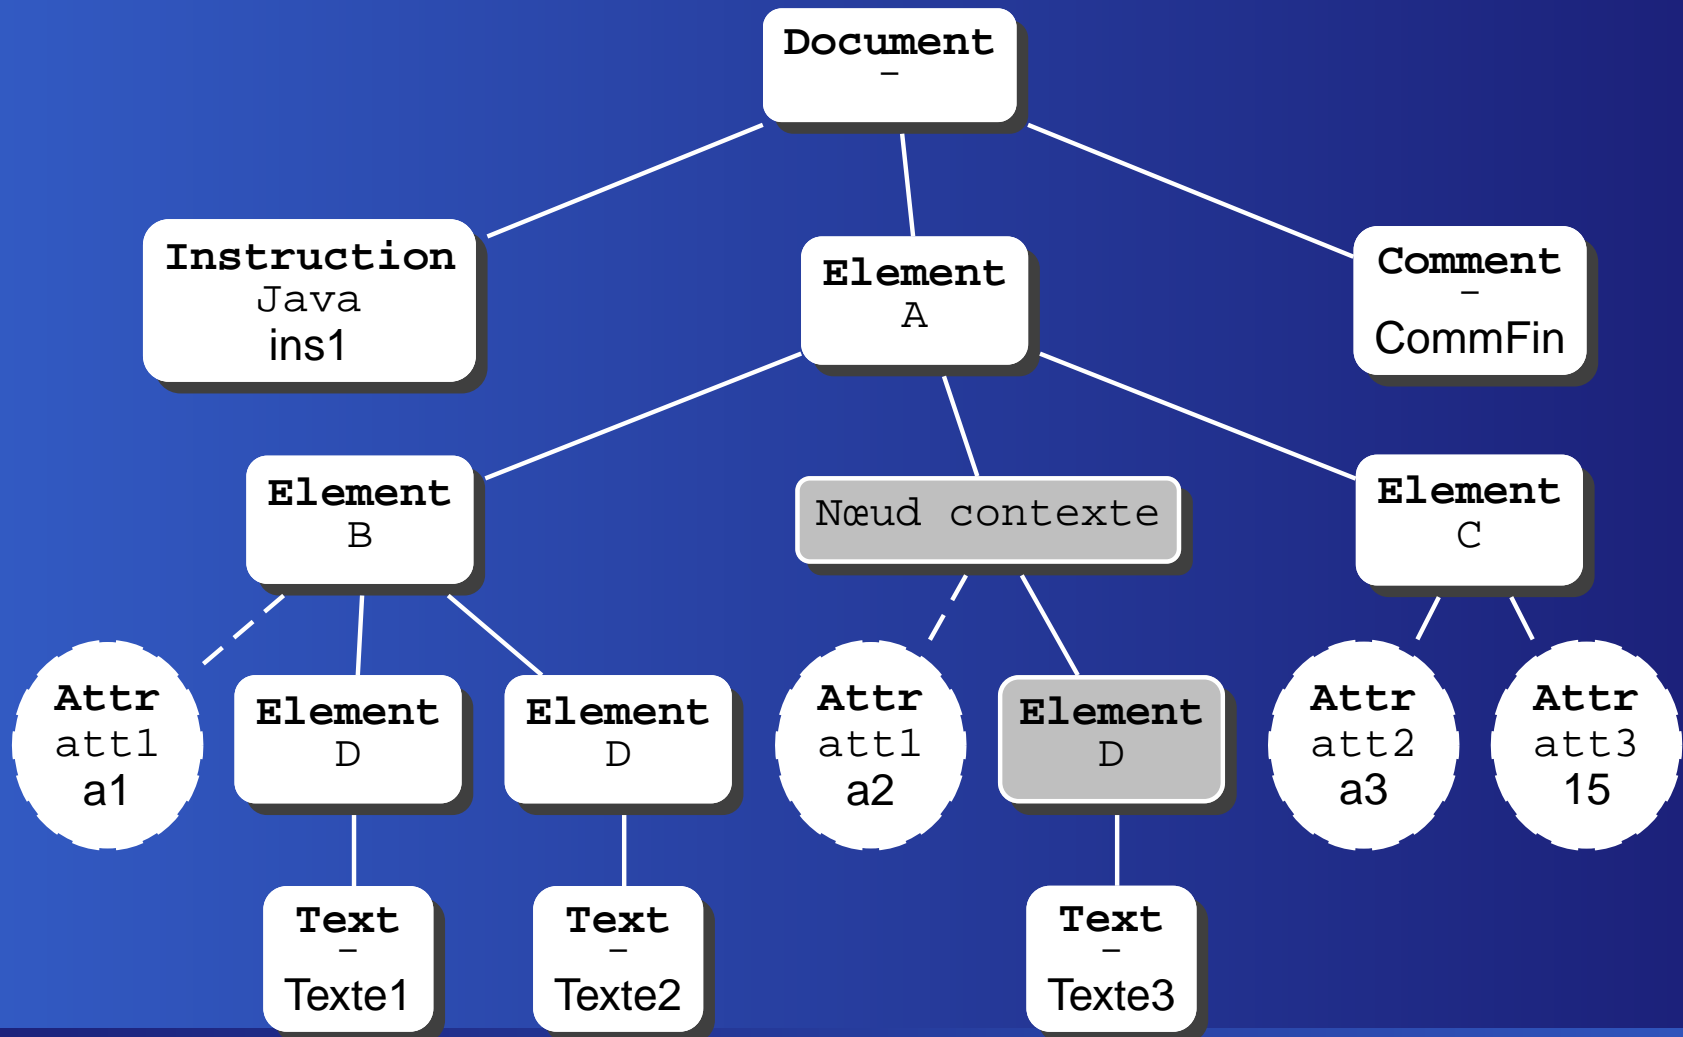 Document
-
Instruction
Java
ins1
Element
A
Comment
-
CommFin
Element
B
Nœud contexte
Element
C
Attr
att1
a1
Element
D
Element
D
Attr
att1
a2
Element
D
Attr
att2
a3
Attr
att3
15
Text
-
Texte1
Text
-
Texte2
Text
-
Texte3